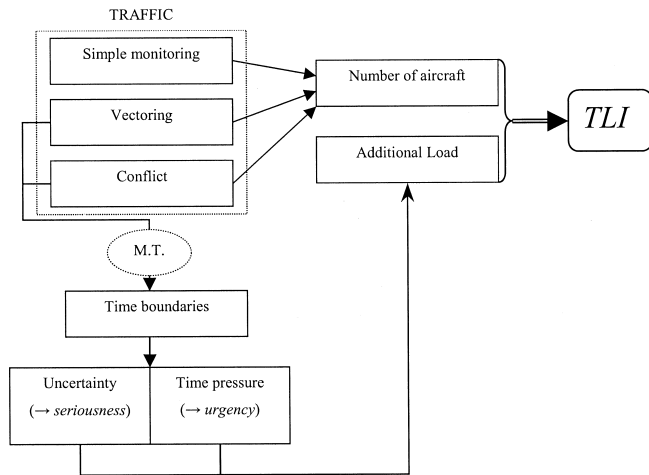 TRAFFIC
Simple monitoring
Number of aircraft
Vectoring
TLI
Additional Load
Conflict
M.T.
Time boundaries
Uncertainty
(→ seriousness)
Time pressure
(→ urgency)